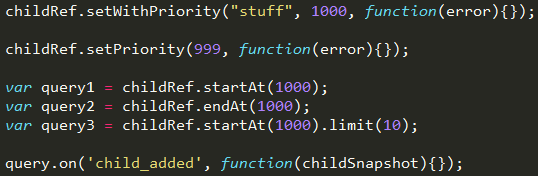 childRef.setWithPriority("stuff", 1000, function(error){});
childRef.setPriority(999, function(error){});
var query1 = childRef.startAt(1000);
var query2 = childRef.endAt(1000);
var query3 = childRef.startAt(1000).limit(10);
query.on('child_added', function(childSnapshot){});